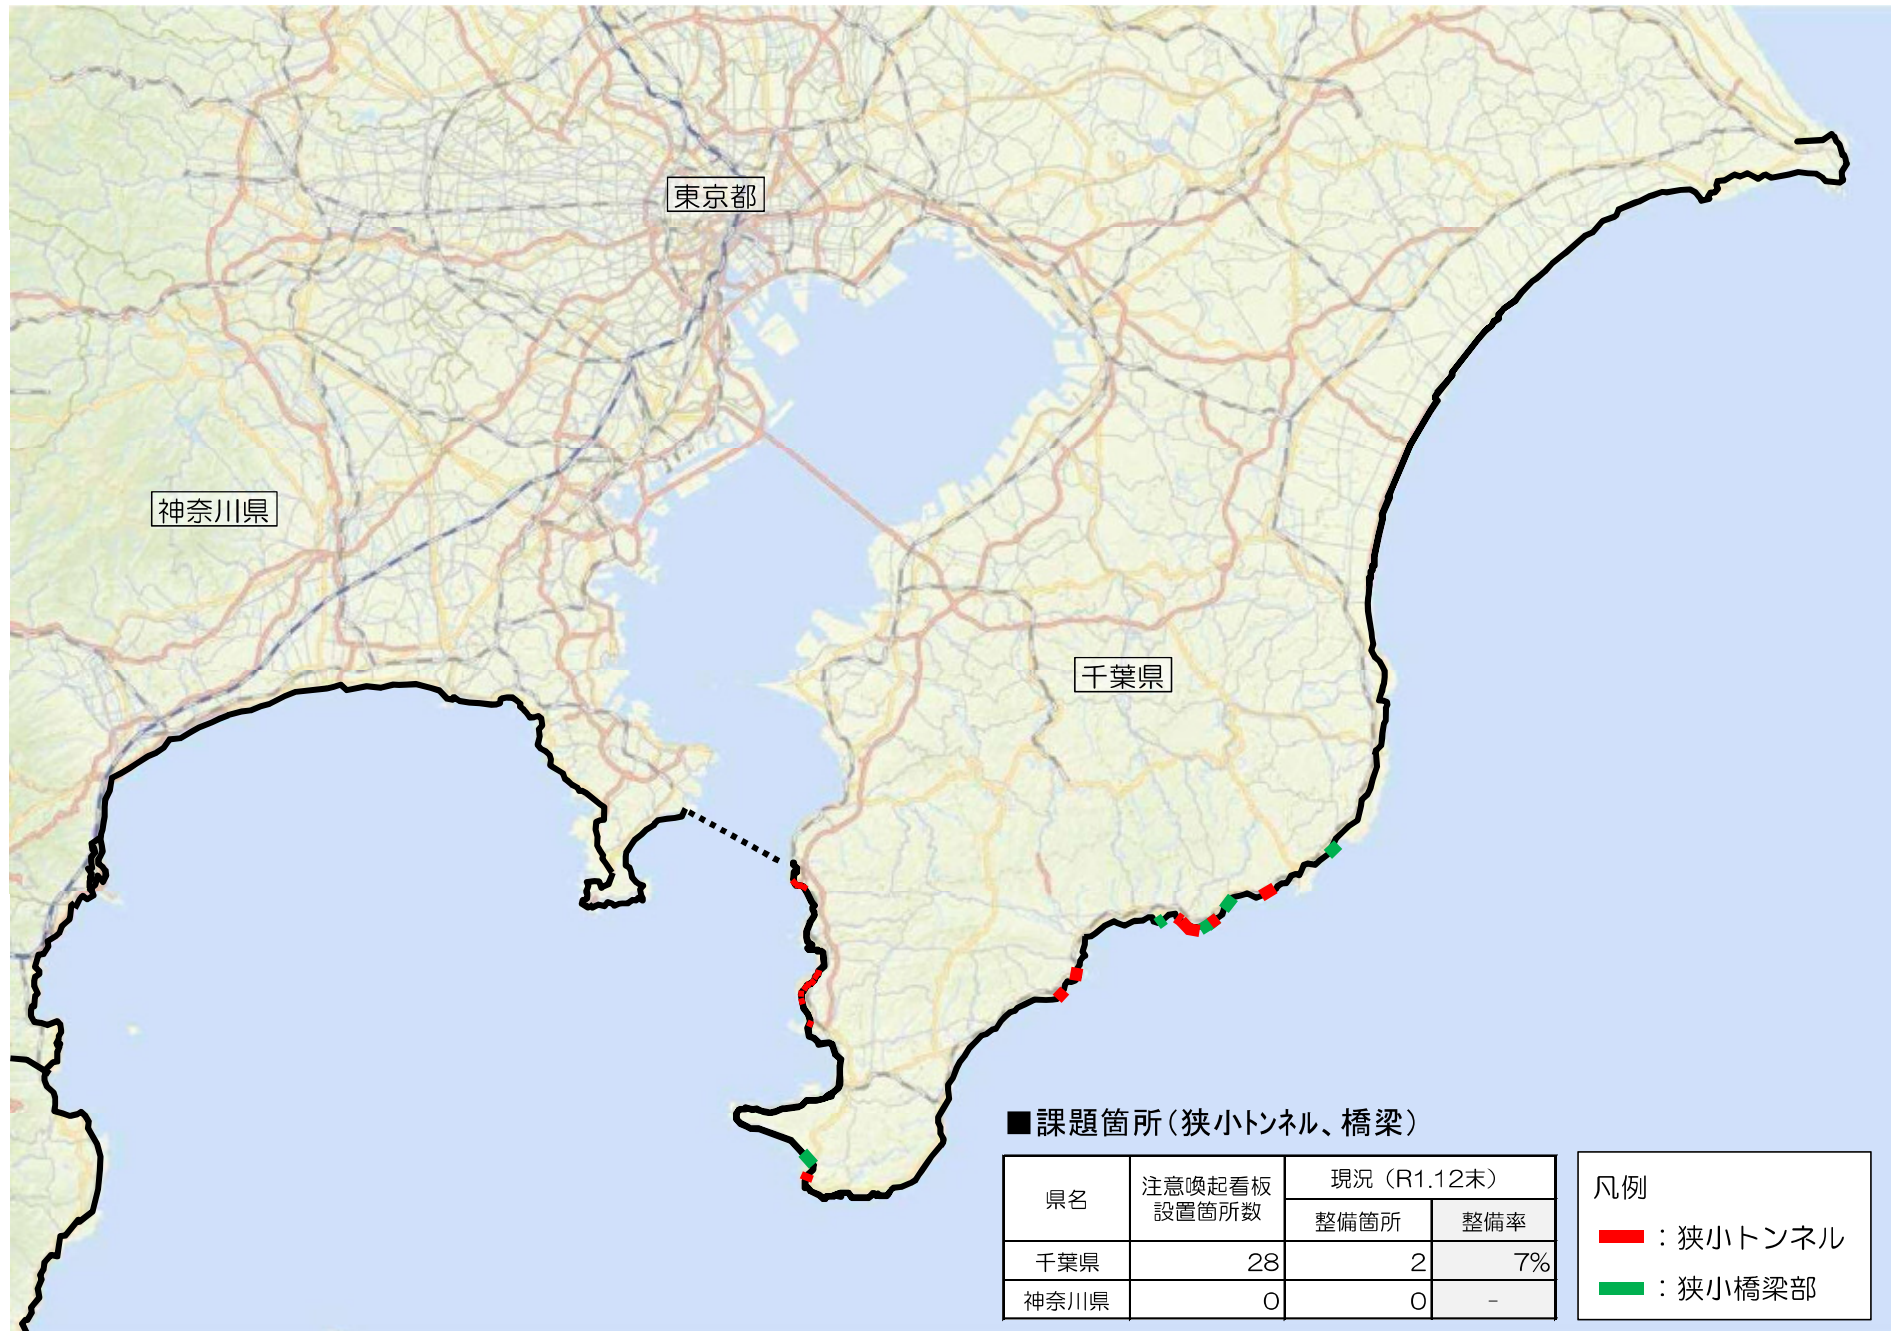 東京都
神奈川県
千葉県
■課題箇所（狭小トンネル、橋梁）
県名
注意喚起看板
設置箇所数
現況（R1.12末）
整備箇所
整備率
千葉県 28 2 7%
神奈川県 0 0 -
凡例
：狭小トンネル
：狭小橋梁部